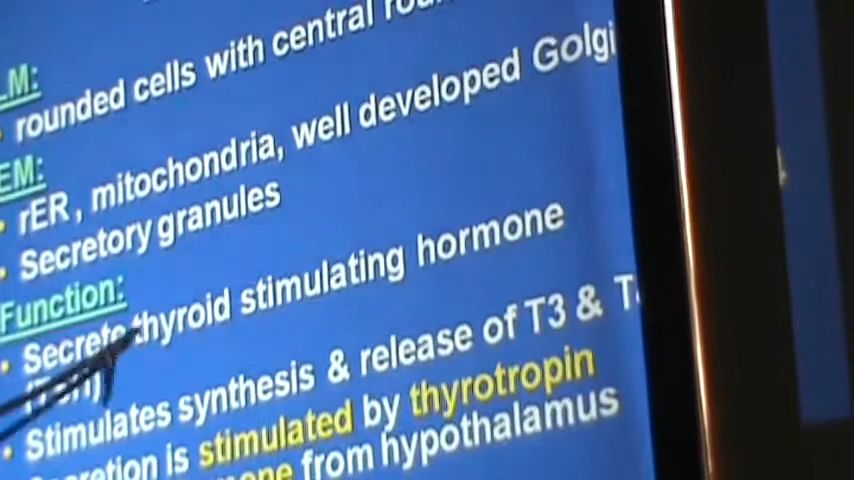 LM:
• rounded cells with central
EM:
• rER, mitochondria, well developed Golgi
• Secretory granules
Function:
• Secrete thyroid stimulating hormone
• Stimulates synthesis & release of T3 &
is stimulated by thyrotropin
from hypothalamus